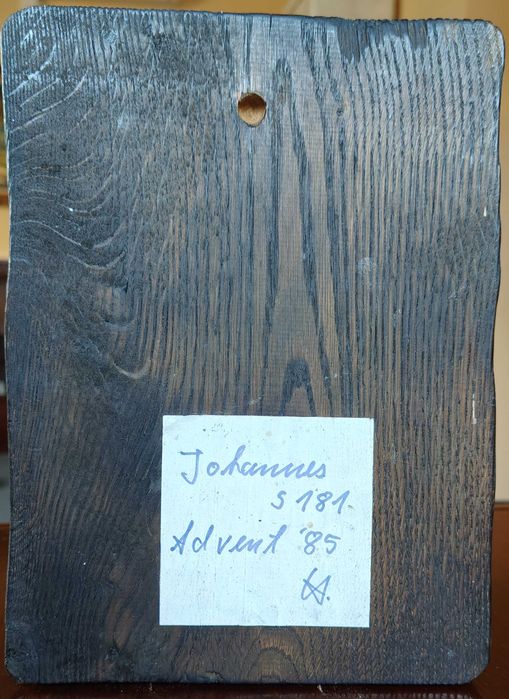 Johannes
S 181.
Advent '85